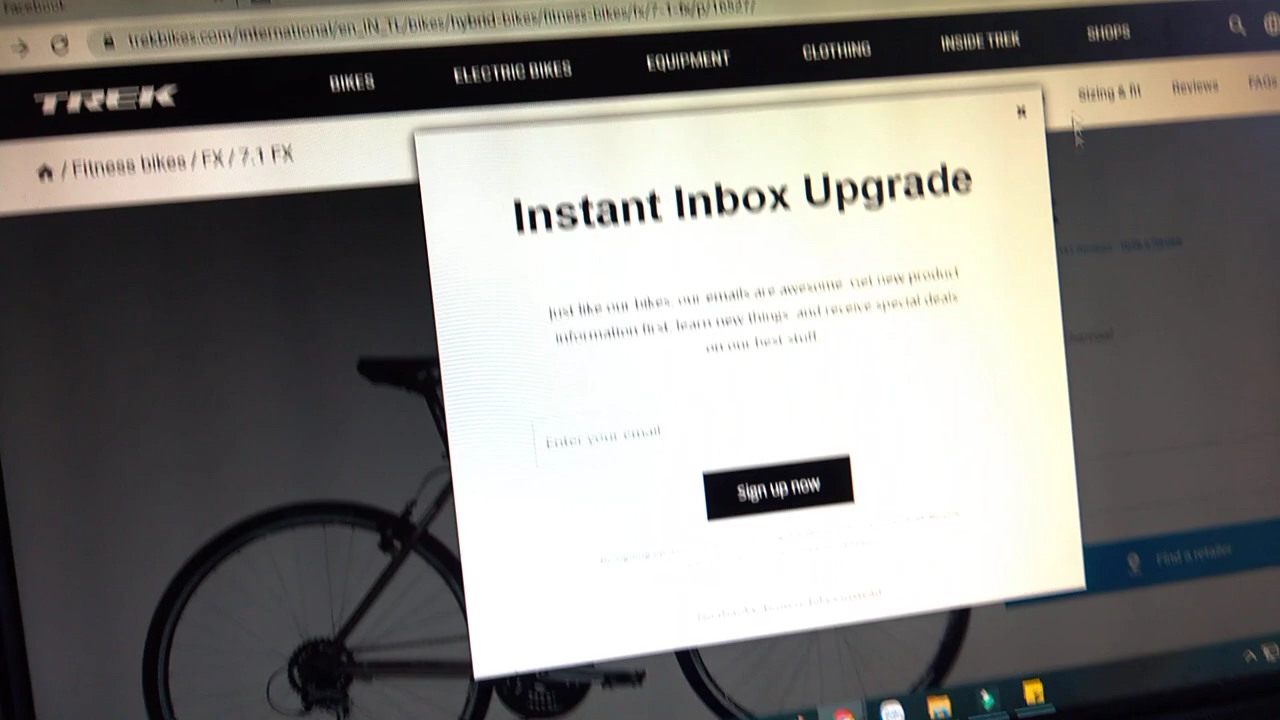 Facebook
trekbikes.com/international/en_IN_TL/bikes/hybrid-bikes/fitness-bikes/fx/7-1-fx/p/16827/
TREK
BIKES
ELECTRIC BIKES
EQUIPMENT
CLOTHING
INSIDE TREK
SHOPS
/ Fitness bikes / FX / 7.1 FX
Sizing & fit
Reviews
FAQs
Instant Inbox Upgrade
Just like our bikes, our emails are awesome. Get new product
information first, learn new things, and receive special deals
on our best stuff.
Enter your email
Sign up now
Find a retailer